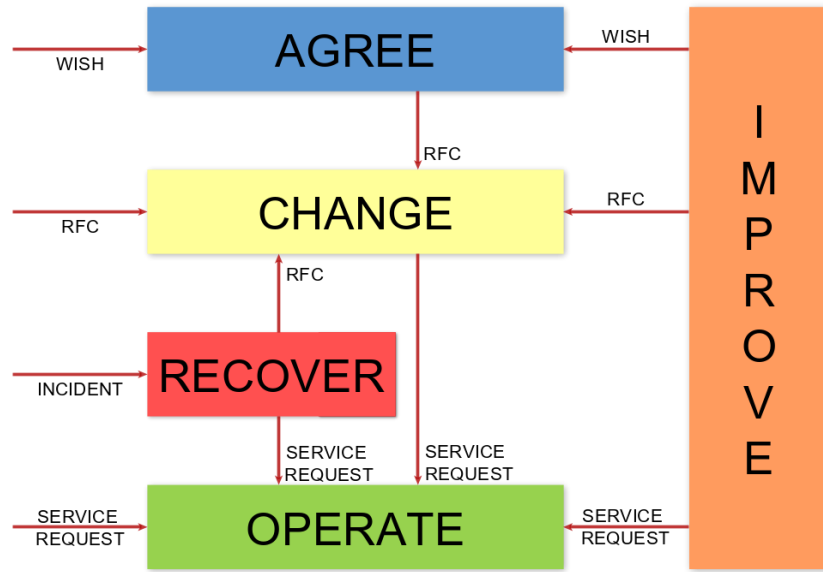 AGREE
WISH
WISH
RFC
CHANGE
RFC
RFC
RFC
RECOVER
INCIDENT
SERVICE
REQUEST
SERVICE
REQUEST
OPERATE
SERVICE
REQUEST
SERVICE
REQUEST
I
M
P
R
O
V
E